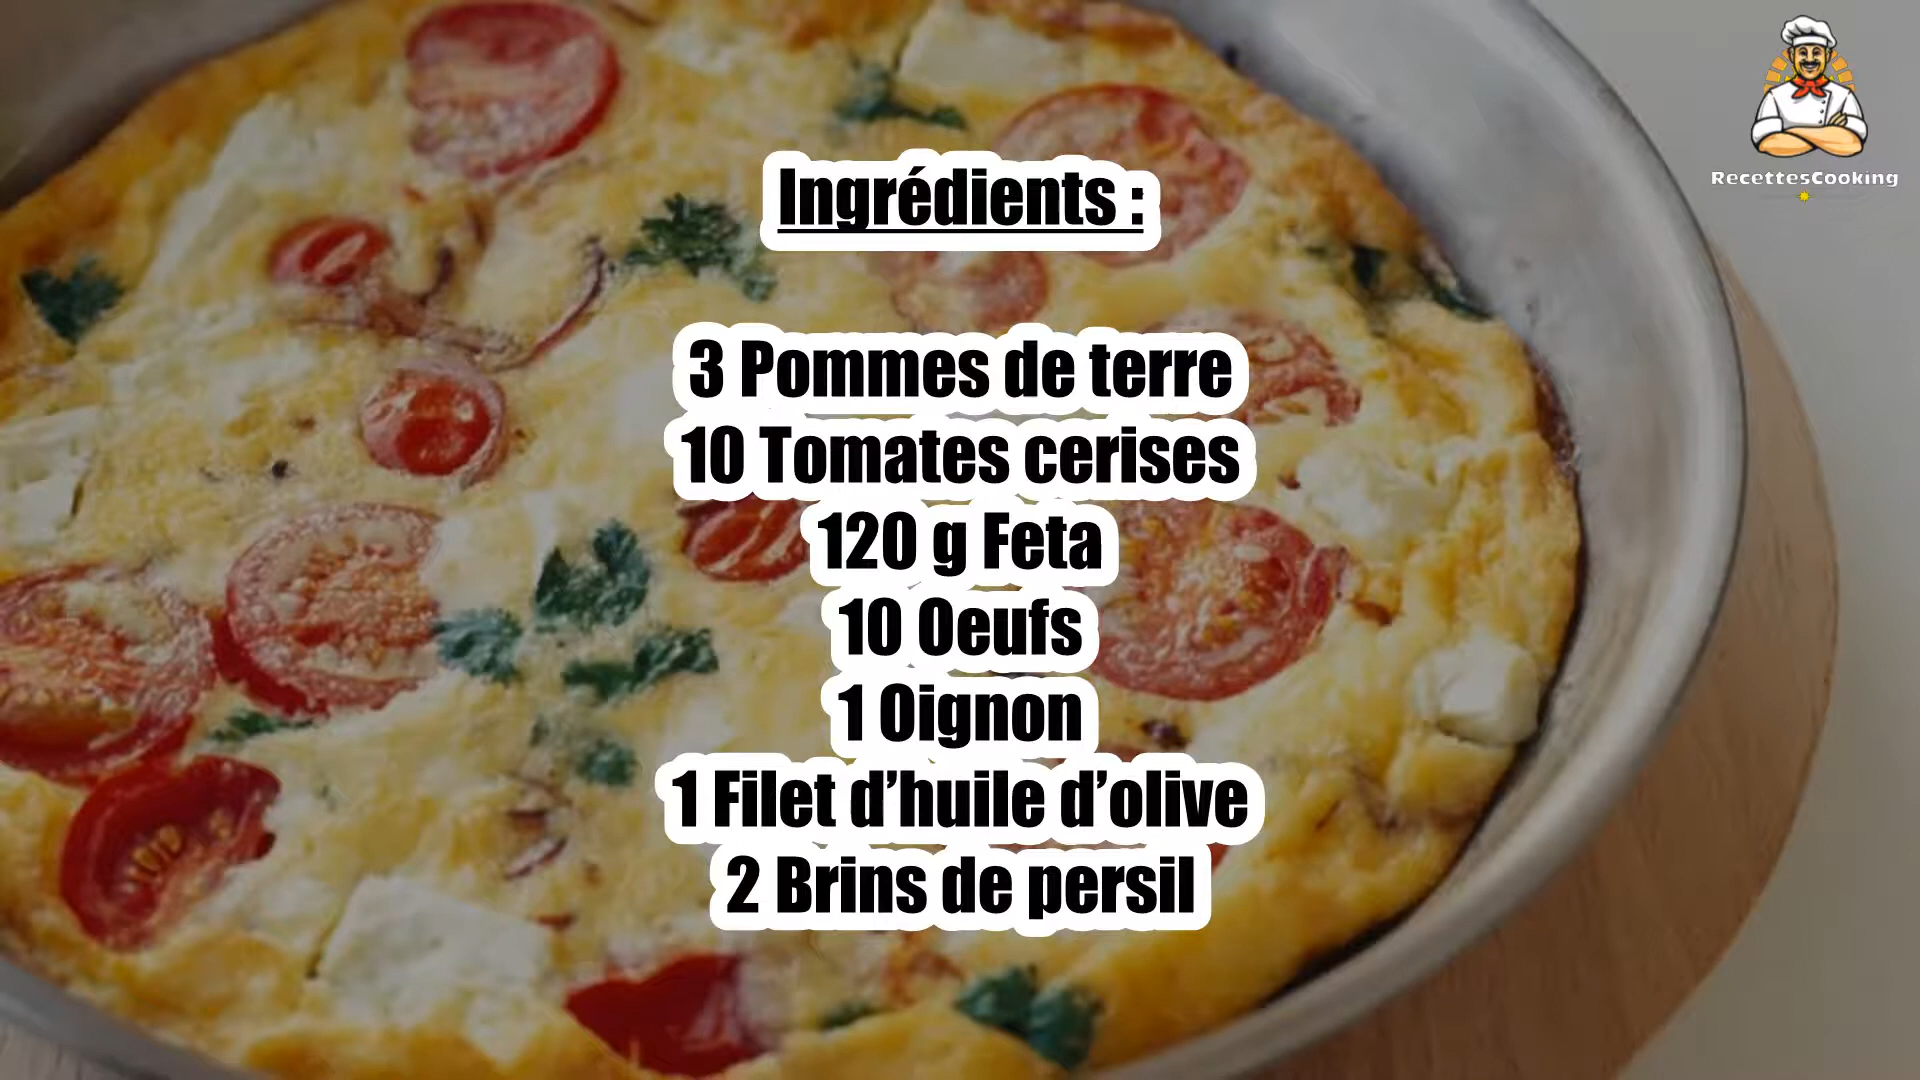 RecettesCooking
Ingrédients :
3 Pommes de terre
10 Tomates cerises
120 g Feta
10 Oeufs
1 Oignon
1 Filet d’huile d’olive
2 Brins de persil